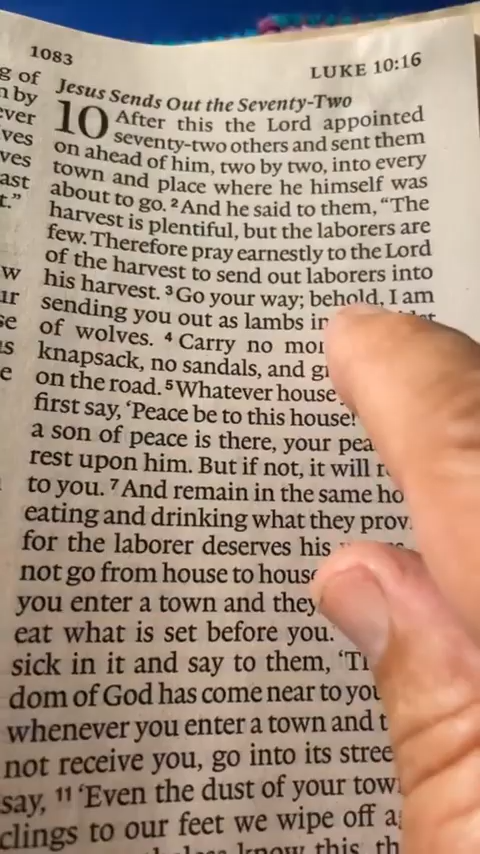 1083
LUKE 10:16
g of
n by
ever
ves
ves
ast
t."
w
ur
se
s
e
Jesus Sends Out the Seventy-Two
10 After this the Lord appointed
seventy-two others and sent them
on ahead of him, two by two, into every
town and place where he himself was
about to go. 2 And he said to them, “The
harvest is plentiful, but the laborers are
few. Therefore pray earnestly to the Lord
of the harvest to send out laborers into
his harvest. 3 Go your way; behold, I am
sending you out as lambs in
of wolves. 4 Carry no mo
knapsack, no sandals, and g
on the road. 5 Whatever house
first say, ‘Peace be to this house!
a son of peace is there, your pea
rest upon him. But if not, it will r
to you. 7 And remain in the same ho
eating and drinking what they prov
for the laborer deserves his
not go from house to house
you enter a town and they
eat what is set before you.
sick in it and say to them, ‘Th
dom of God has come near to you
whenever you enter a town and t
not receive you, go into its stree
say, 11 ‘Even the dust of your tow
clings to our feet we wipe off a
know this, th